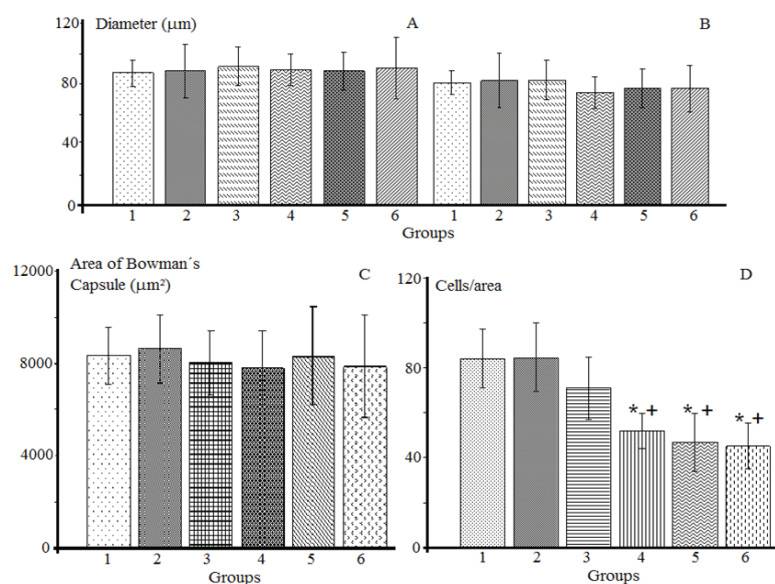 120
Diameter (μm)
A
B
80
40
0
1 2 3 4 5 6 1 2 3 4 5 6
Groups
12000
Area of Bowman´s
Capsule (μm²)
C
8000
4000
0
1 2 3 4 5 6
Groups
120
Cells/area
D
80
*+ *+ *+
40
0
1 2 3 4 5 6
Groups